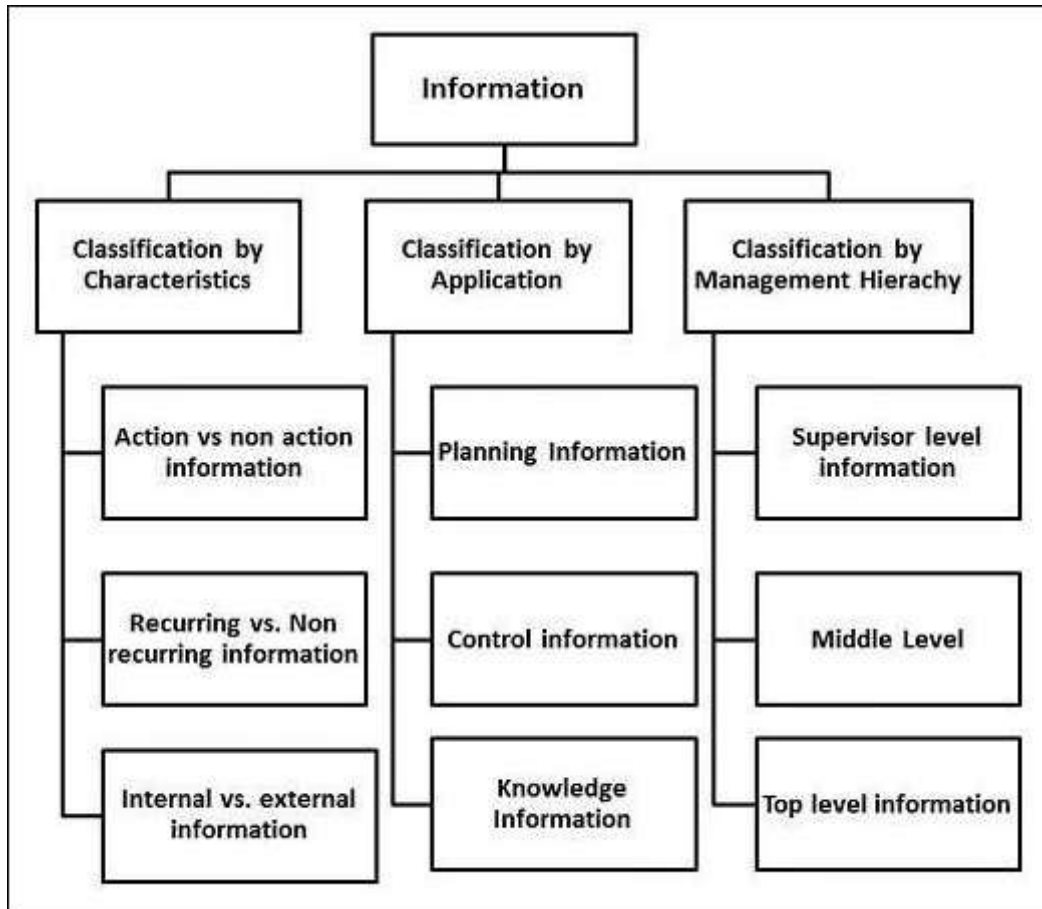 Information
Classification by
Characteristics
Classification by
Application
Classification by
Management Hierachy
Action vs non action
information
Planning Information
Supervisor level
information
Recurring vs. Non
recurring information
Control information
Middle Level
Internal vs. external
information
Knowledge
Information
Top level information